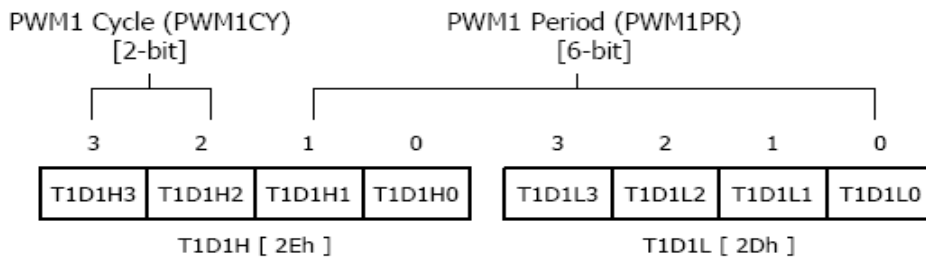 PWM1 Cycle (PWM1CY) PWM1 Period (PWM1PR)
[2-bit] [6-bit]
3 2 1 0 3 2 1 0
T1D1H3 T1D1H2 T1D1H1 T1D1H0 T1D1L3 T1D1L2 T1D1L1 T1D1L0
T1D1H [ 2Eh ] T1D1L [ 2Dh ]